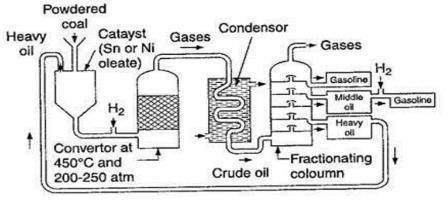 Powdered
coal
Heavy
oil
Catayst
(Sn or Ni
oleate)
Gases
Condensor
Gases
H2
Gasoline
H2
Middle
oil
Gasoline
Heavy
oil
Convertor at
450°C and
200-250 atm
Crude oil
Fractionating
coloumn